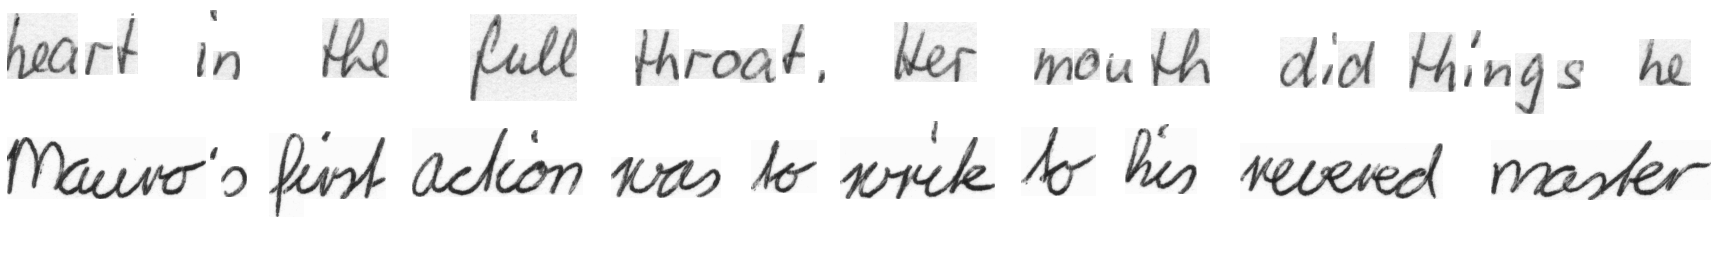 heart in the full throat. Her mouth did things he
Mauro's first action was to write to his revered master